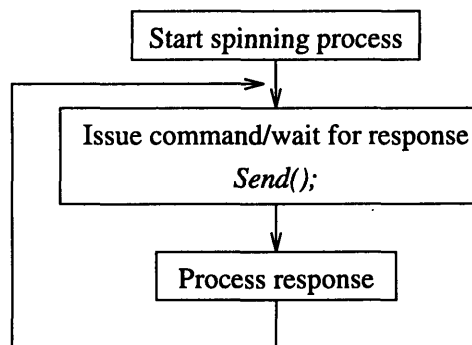 Start spinning process
Issue command/wait for response
Send();
Process response